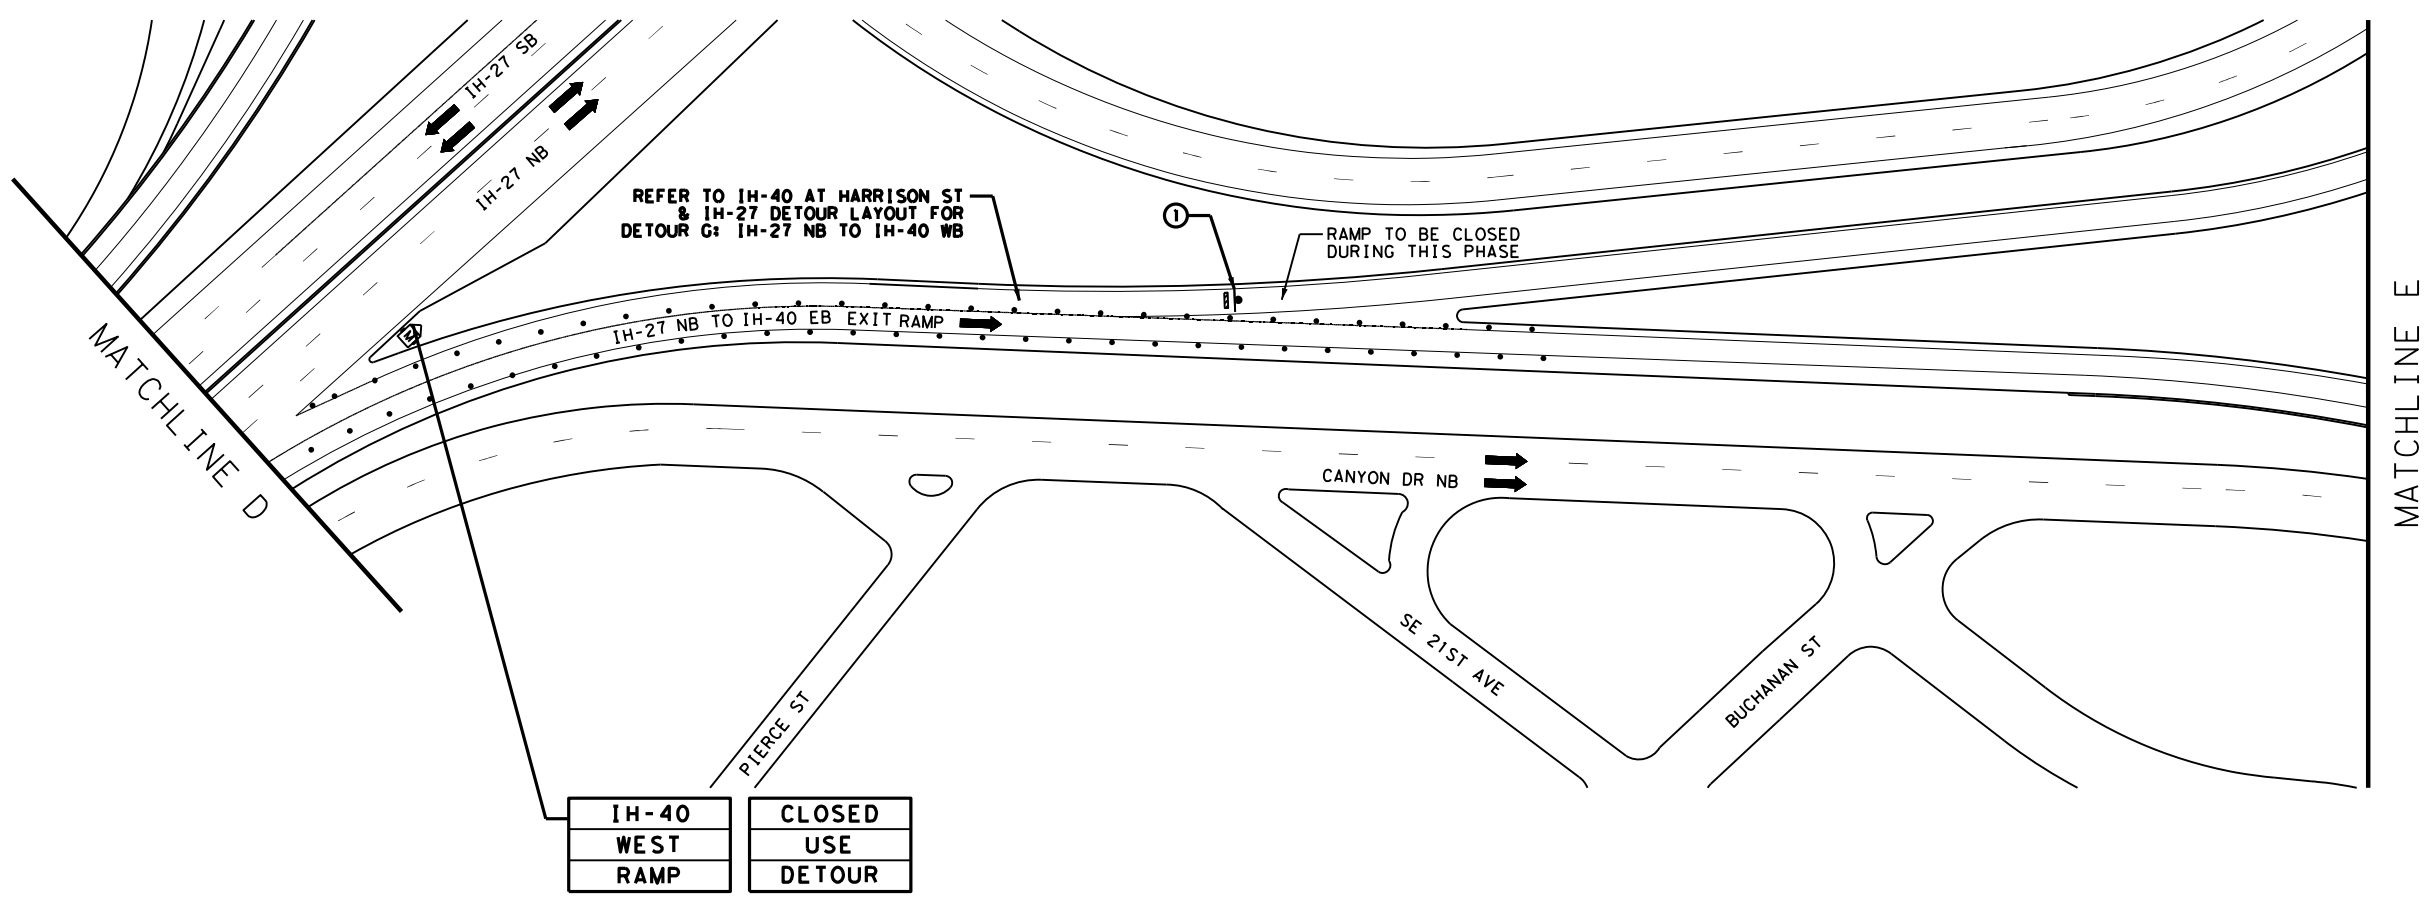 IH-27 SB
IH-27 NB
REFER TO IH-40 AT HARRISON ST
& IH-27 DETOUR LAYOUT FOR
DETOUR G: IH-27 NB TO IH-40 WB
1
RAMP TO BE CLOSED
DURING THIS PHASE
IH-27 NB TO IH-40 EB EXIT RAMP
M
MATCHLINE D
MATCHLINE E
CANYON DR NB
SE 21ST AVE
BUCHANAN ST
PIERCE ST
IH-40
WEST
RAMP
CLOSED
USE
DETOUR